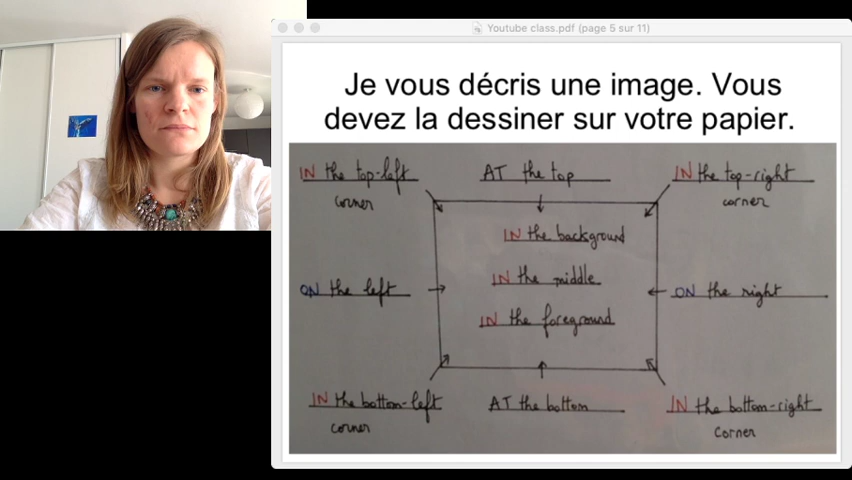 Youtube class.pdf (page 5 sur 11)
Je vous décris une image. Vous
devez la dessiner sur votre papier.
IN the top-left
corner
AT the top
IN the top-right
corner
IN the background
ON the left
IN the middle
ON the right
IN the foreground
IN the bottom-left
corner
AT the bottom
IN the bottom-right
corner